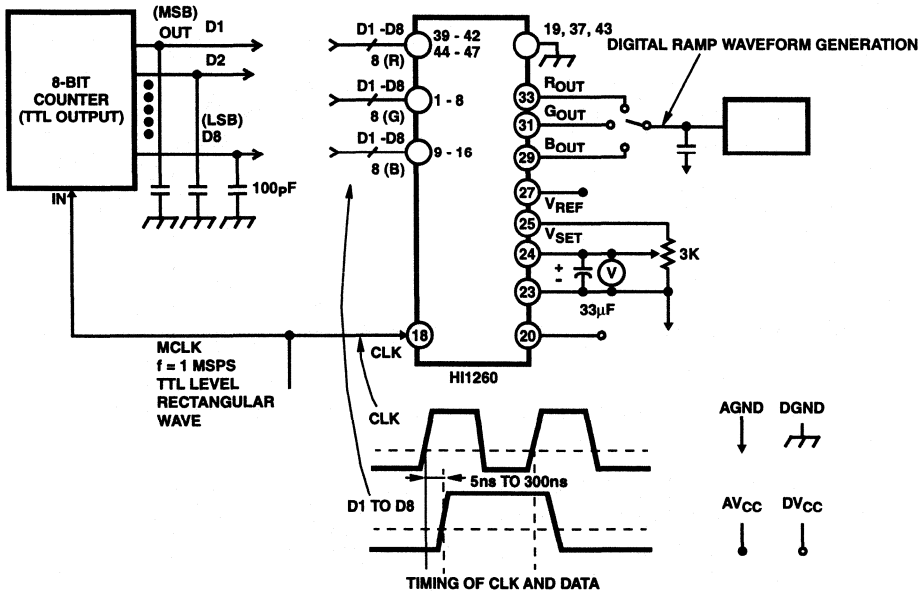 (MSB)
OUT D1
D2
8-BIT
COUNTER
(TTL OUTPUT)
(LSB)
D8
IN
100pF
D1 -D8
8 (R)
39 - 42
44 - 47
D1 -D8
8 (G)
1 - 8
D1 -D8
8 (B)
9 - 16
19, 37, 43
DIGITAL RAMP WAVEFORM GENERATION
33
ROUT
31
GOUT
29
BOUT
27
VREF
25
VSET
24
3K
+
-
V
23
33μF
18
CLK
20
HI1260
MCLK
f = 1 MSPS
TTL LEVEL
RECTANGULAR
WAVE
CLK
5ns TO 300ns
D1 TO D8
TIMING OF CLK AND DATA
AGND DGND
AVCC DVCC